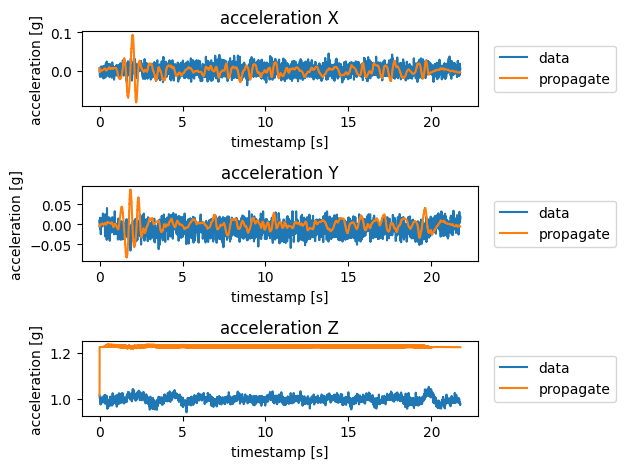 acceleration X
acceleration [g]
0.1
0.0
0 5 10 15 20
timestamp [s]
data
propagate
acceleration Y
acceleration [g]
0.05
0.00
−0.05
0 5 10 15 20
timestamp [s]
data
propagate
acceleration Z
acceleration [g]
1.2
1.0
0 5 10 15 20
timestamp [s]
data
propagate